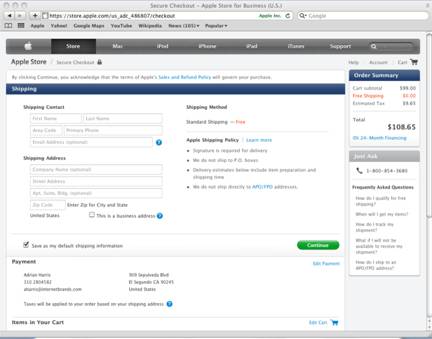 Secure Checkout — Apple Store for Business (U.S.)
https://store.apple.com/us_adr_486807/checkout
Apple Inc.
Google
Apple Yahoo! Google Maps YouTube Wikipedia News (305) Popular
Store Mac iPod iPhone iPad iTunes Support
Apple Store Secure Checkout
Help Account Cart
By clicking Continue, you acknowledge that the terms of Apple's Sales and Refund Policy will govern your purchase.
Shipping
Shipping Contact
First Name Last Name
Area Code Primary Phone
Email Address (optional)
Shipping Address
Company Name (optional)
Street Address
Apt, Suite, Bldg. (optional)
Zip Code Enter Zip for City and State
United States This is a business address
Shipping Method
Standard Shipping — Free
Apple Shipping Policy Learn more
Signature is required for delivery
We do not ship to P.O. boxes
Delivery estimates below include item preparation and
shipping time
We do not ship directly to APO/FPO addresses.
Save as my default shipping information
Continue
Payment
Edit Payment
Adrian Harris
310 2804582
aharris@internetbrands.com
909 Sepulveda Blvd
El Segundo CA 90245
United States
Taxes will be applied to your order based on your shipping address
Items in Your Cart
Edit Cart
Order Summary
Cart subtotal $99.00
Free Shipping $0.00
Estimated Tax $9.65
Total
$108.65
Just Ask
1-800-854-3680
Frequently Asked Questions
How do I qualify for free
shipping?
When will I get my items?
How do I track my
shipment?
What if I will not be
available to receive my
shipment?
How do I ship to an
APO/FPO address?